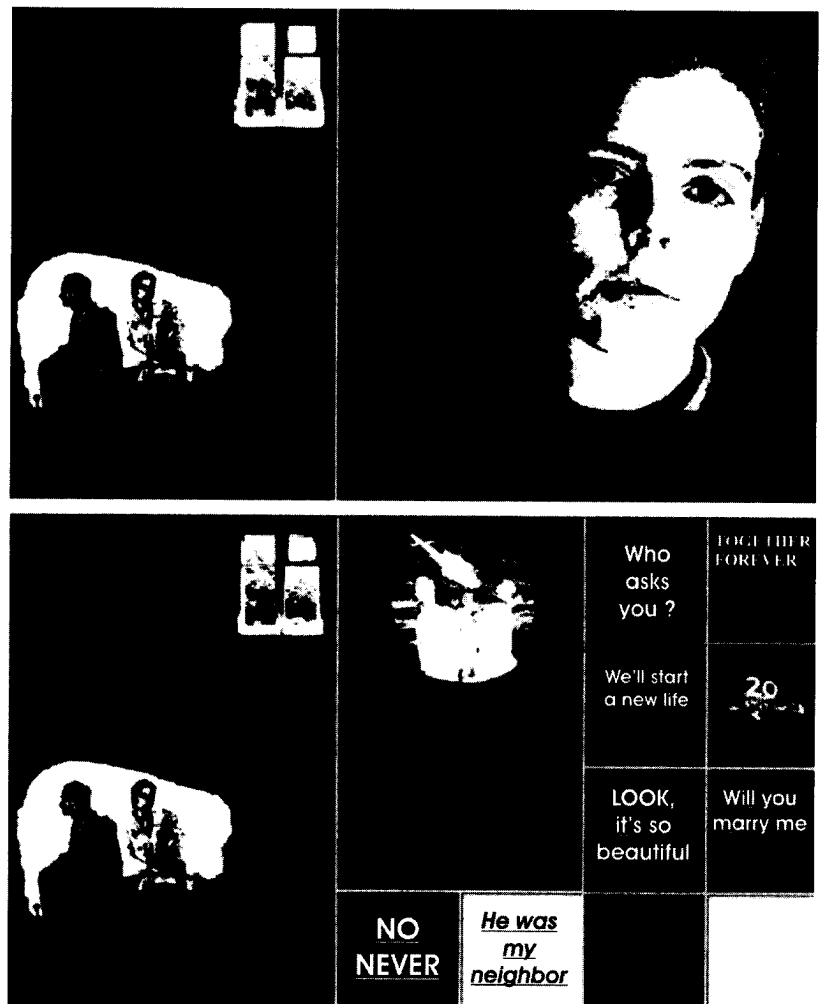 Who
asks
you ?
TOGETHER
FOREVER
We'll start
a new life
20
LOOK,
it's so
beautiful
Will you
marry me
NO
NEVER
He was
my
neighbor